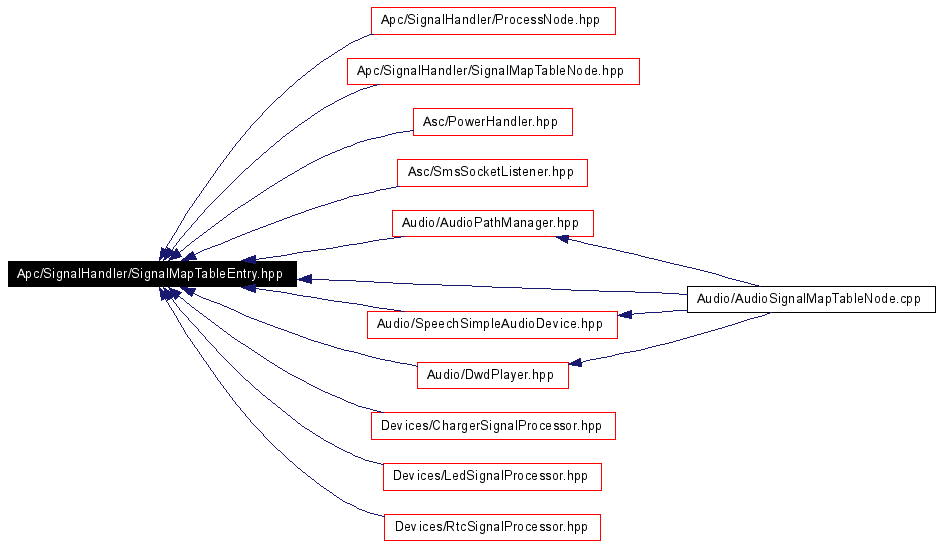 Apc/SignalHandler/ProcessNode.hpp
Apc/SignalHandler/SignalMapTableNode.hpp
Asc/PowerHandler.hpp
Asc/SmsSocketListener.hpp
Audio/AudioPathManager.hpp
Apc/SignalHandler/SignalMapTableEntry.hpp
Audio/AudioSignalMapTableNode.cpp
Audio/SpeechSimpleAudioDevice.hpp
Audio/DwdPlayer.hpp
Devices/ChargerSignalProcessor.hpp
Devices/LedSignalProcessor.hpp
Devices/RtcSignalProcessor.hpp